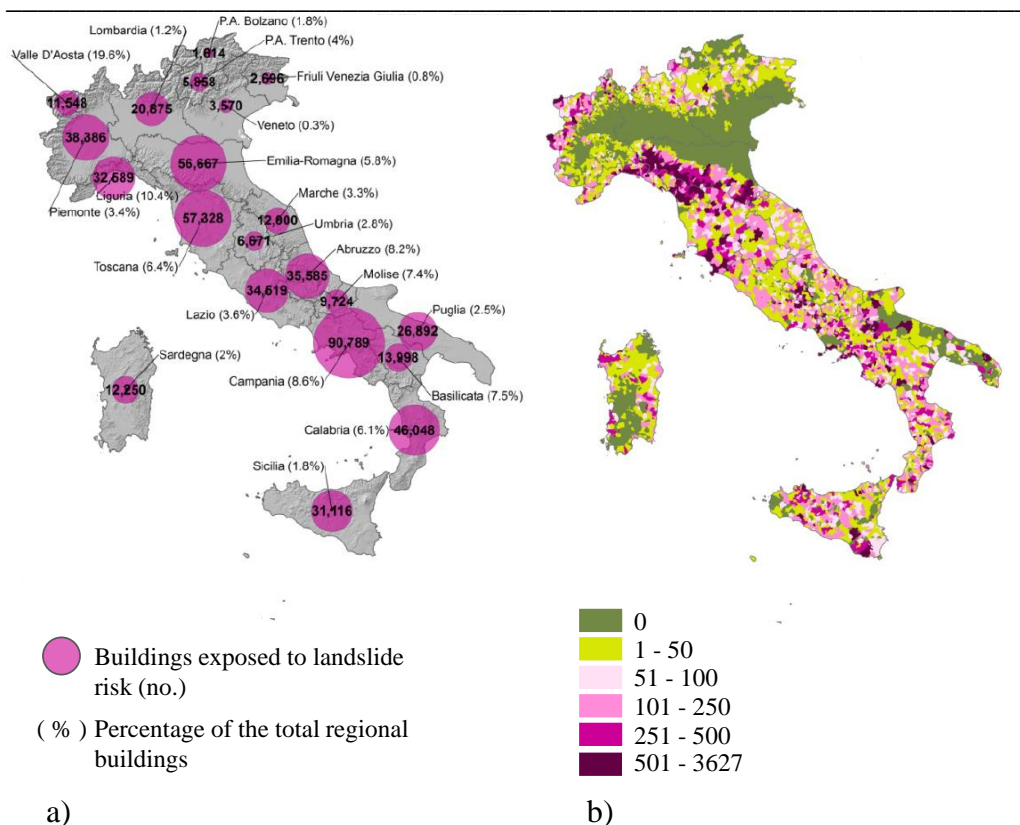 P.A. Bolzano (1.8%)
Lombardia (1.2%)
P.A. Trento (4%)
Valle D'Aosta (19.6%)
1,614
5,858
2,696
Friuli Venezia Giulia (0.8%)
11,548
20,875
3,570
Veneto (0.3%)
38,386
56,667
Emilia-Romagna (5.8%)
32,589
Liguria (10.4%)
Marche (3.3%)
Piemonte (3.4%)
57,328
12,600
Umbria (2.8%)
6,671
Abruzzo (8.2%)
Toscana (6.4%)
35,585
Molise (7.4%)
34,619
9,724
Puglia (2.5%)
Lazio (3.6%)
26,892
90,789
Sardegna (2%)
13,998
12,250
Campania (8.6%)
Basilicata (7.5%)
Calabria (6.1%)
46,048
Sicilia (1.8%)
31,116
Buildings exposed to landslide
risk (no.)
( % ) Percentage of the total regional
buildings
a)
0
1 - 50
51 - 100
101 - 250
251 - 500
501 - 3627
b)